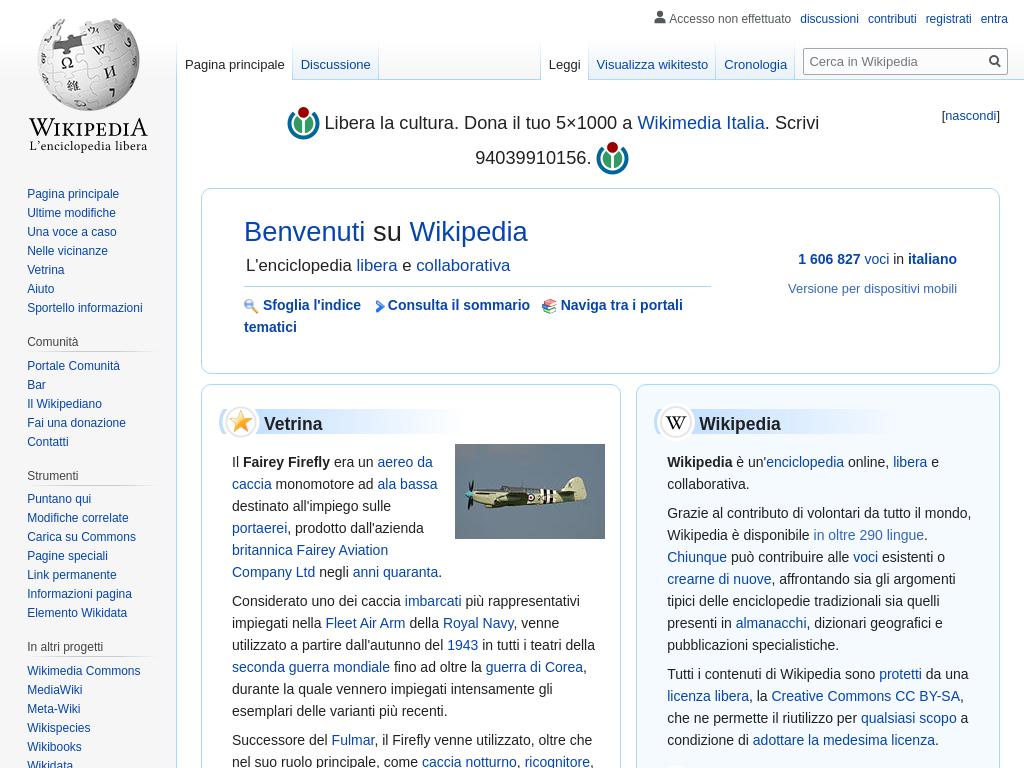 Accesso non effettuato discussioni contributi registrati entra
Pagina principale Discussione Leggi Visualizza wikitesto Cronologia Cerca in Wikipedia
WIKIPEDIA
L'enciclopedia libera
Pagina principale
Ultime modifiche
Una voce a caso
Nelle vicinanze
Vetrina
Aiuto
Sportello informazioni
Comunità
Portale Comunità
Bar
Il Wikipediano
Fai una donazione
Contatti
Strumenti
Puntano qui
Modifiche correlate
Carica su Commons
Pagine speciali
Link permanente
Informazioni pagina
Elemento Wikidata
In altri progetti
Wikimedia Commons
MediaWiki
Meta-Wiki
Wikispecies
Wikibooks
Wikidata
Libera la cultura. Dona il tuo 5×1000 a Wikimedia Italia. Scrivi
94039910156.
[nascondi]
Benvenuti su Wikipedia
L'enciclopedia libera e collaborativa
Sfoglia l'indice Consulta il sommario Naviga tra i portali
tematici
1 606 827 voci in italiano
Versione per dispositivi mobili
Vetrina
Il Fairey Firefly era un aereo da
caccia monomotore ad ala bassa
destinato all'impiego sulle
portaerei, prodotto dall'azienda
britannica Fairey Aviation
Company Ltd negli anni quaranta.
Considerato uno dei caccia imbarcati più rappresentativi
impiegati nella Fleet Air Arm della Royal Navy, venne
utilizzato a partire dall'autunno del 1943 in tutti i teatri della
seconda guerra mondiale fino ad oltre la guerra di Corea,
durante la quale vennero impiegati intensamente gli
esemplari delle varianti più recenti.
Successore del Fulmar, il Firefly venne utilizzato, oltre che
nel suo ruolo principale, come caccia notturno, ricognitore,
Wikipedia
Wikipedia è un'enciclopedia online, libera e
collaborativa.
Grazie al contributo di volontari da tutto il mondo,
Wikipedia è disponibile in oltre 290 lingue.
Chiunque può contribuire alle voci esistenti o
crearne di nuove, affrontando sia gli argomenti
tipici delle enciclopedie tradizionali sia quelli
presenti in almanacchi, dizionari geografici e
pubblicazioni specialistiche.
Tutti i contenuti di Wikipedia sono protetti da una
licenza libera, la Creative Commons CC BY-SA,
che ne permette il riutilizzo per qualsiasi scopo a
condizione di adottare la medesima licenza.